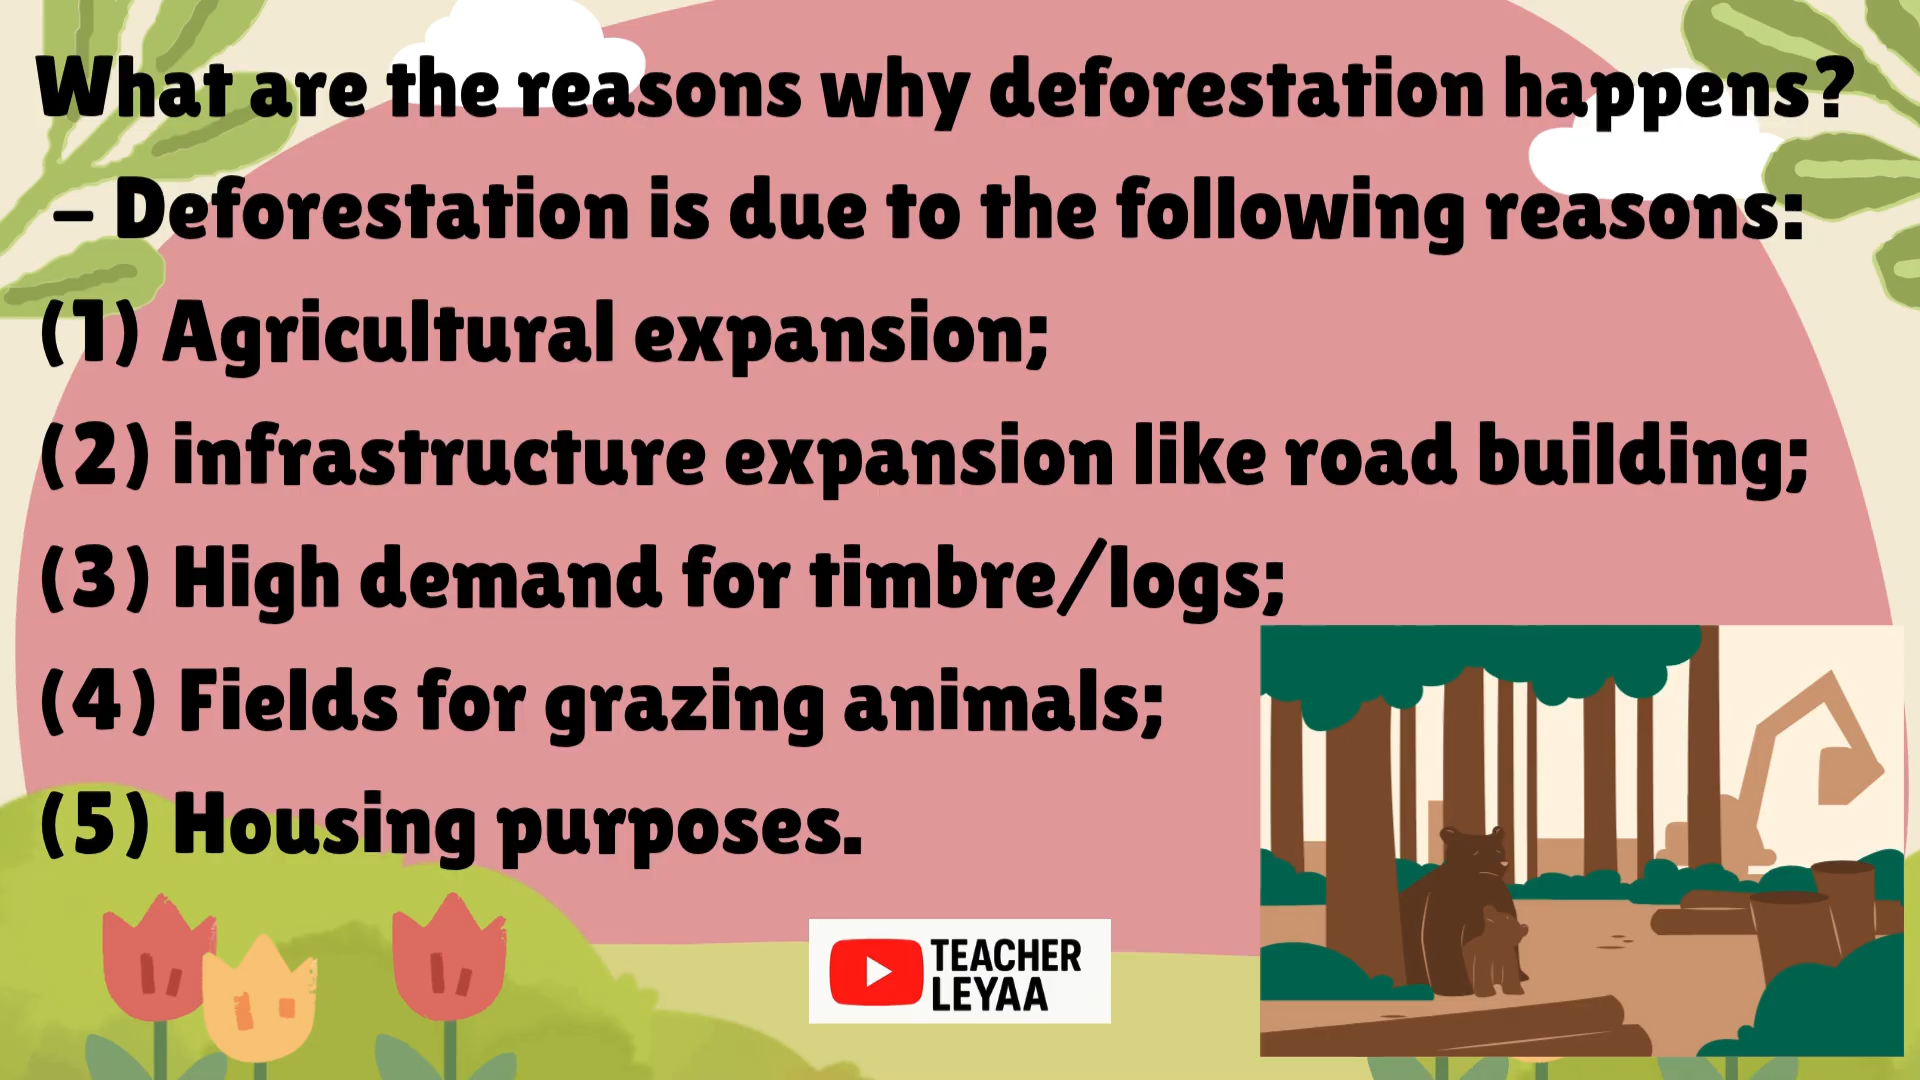 What are the reasons why deforestation happens?
– Deforestation is due to the following reasons:
(1) Agricultural expansion;
(2) infrastructure expansion like road building;
(3) High demand for timbre/logs;
(4) Fields for grazing animals;
(5) Housing purposes.
TEACHER
LEYAA